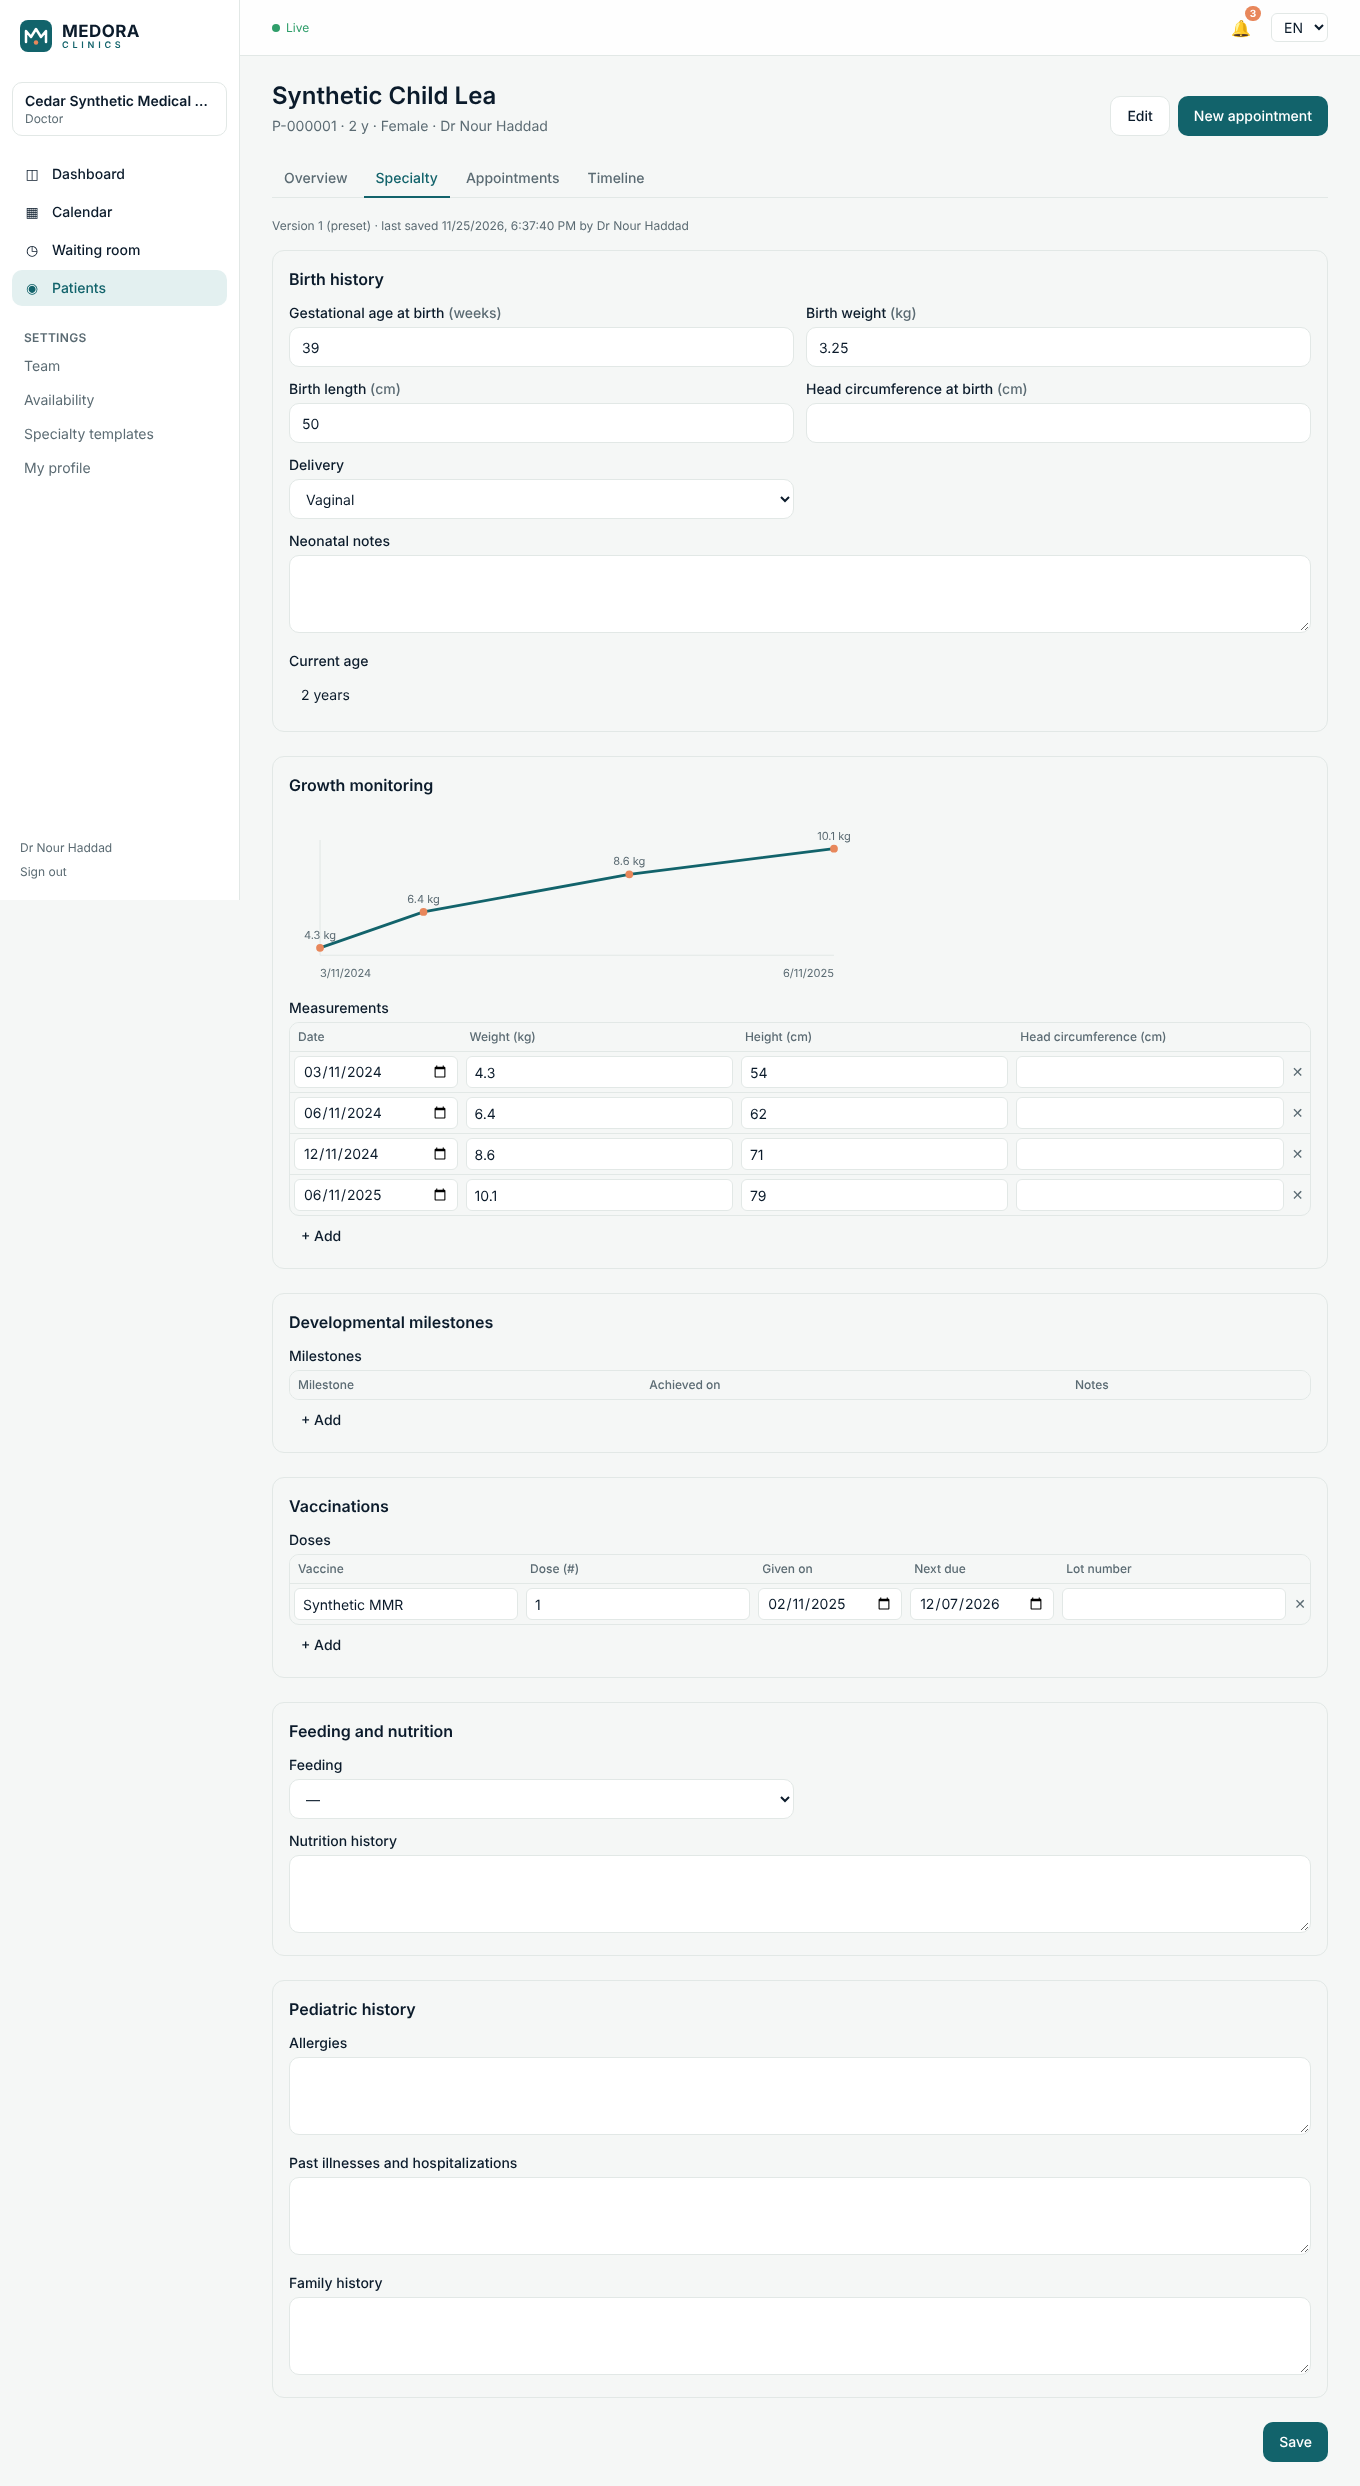 MEDORA
CLINICS
Cedar Synthetic Medical ...
Doctor
Dashboard
Calendar
Waiting room
Patients
SETTINGS
Team
Availability
Specialty templates
My profile
Dr Nour Haddad
Sign out
Live
3
EN
Synthetic Child Lea
P-000001 · 2 y · Female · Dr Nour Haddad
Edit
New appointment
Overview Specialty Appointments Timeline
Version 1 (preset) · last saved 11/25/2026, 6:37:40 PM by Dr Nour Haddad
Birth history
Gestational age at birth (weeks) Birth weight (kg)
39 3.25
Birth length (cm) Head circumference at birth (cm)
50
Delivery
Vaginal
Neonatal notes
Current age
2 years
Growth monitoring
10.1 kg
8.6 kg
6.4 kg
4.3 kg
3/11/2024 6/11/2025
Measurements
Date Weight (kg) Height (cm) Head circumference (cm)
03/11/2024 4.3 54 ×
06/11/2024 6.4 62 ×
12/11/2024 8.6 71 ×
06/11/2025 10.1 79 ×
+ Add
Developmental milestones
Milestones
Milestone Achieved on Notes
+ Add
Vaccinations
Doses
Vaccine Dose (#) Given on Next due Lot number
Synthetic MMR 1 02/11/2025 12/07/2026 ×
+ Add
Feeding and nutrition
Feeding
—
Nutrition history
Pediatric history
Allergies
Past illnesses and hospitalizations
Family history
Save